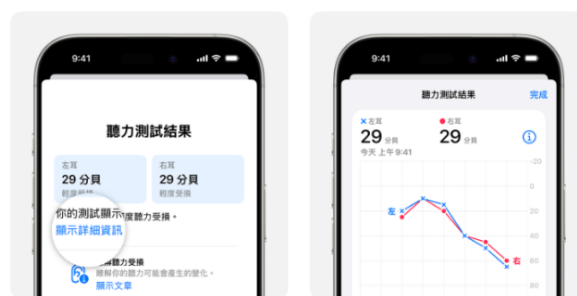 9:41
聽力測試結果
左耳
29 分貝
輕度受損
右耳
29 分貝
輕度受損
你的測試顯示
度聽力受損。
顯示詳細資訊
解聽力受損
瞭解你的聽力可能會產生的變化。
顯示文章
9:41
聽力測試結果
完成
× 左耳
29 分貝
今天 上午9:41
● 右耳
29 分貝
-20
0
20
40
60
80
左
右